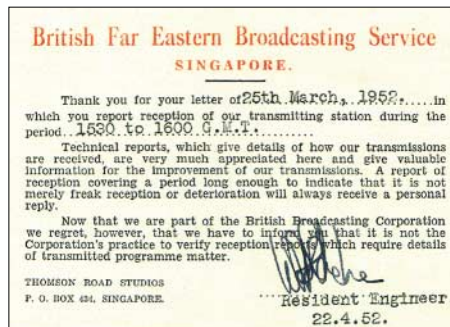 British Far Eastern Broadcasting Service
SINGAPORE.
Thank you for your letter of 25th March, 1952. in
which you report reception of our transmitting station during the
period 1530 to 1600 G.M.T.
Technical reports, which give details of how our transmissions
are received, are very much appreciated here and give valuable
information for the improvement of our transmissions. A report of
reception covering a period long enough to indicate that it is not
merely freak reception or deterioration will always receive a personal
reply.
Now that we are part of the British Broadcasting Corporation
we regret, however, that we have to inform you that it is not the
Corporation's practice to verify reception reports which require details
of transmitted programme matter.
THOMSON ROAD STUDIOS
P. O. BOX 434, SINGAPORE.
Resident Engineer
22.4.52.